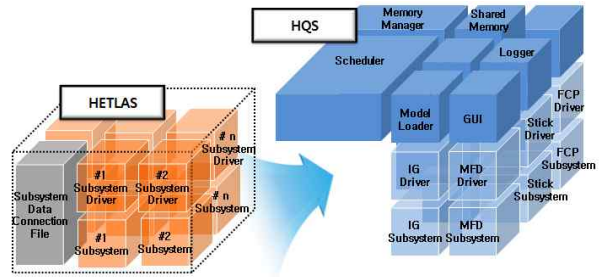 HQS
Memory
Manager
Shared
Memory
Scheduler
Logger
Model
Loader
GUI
FCP
Driver
Stick
Driver
FCP
Subsystem
IG
Driver
MFD
Driver
Stick
Subsystem
IG
Subsystem
MFD
Subsystem
HETLAS
# n
Subsystem
Driver
#1
Subsystem
Driver
#2
Subsystem
Driver
# n
Subsystem
Subsystem
Data
Connection
File
#1
Subsystem
#2
Subsystem